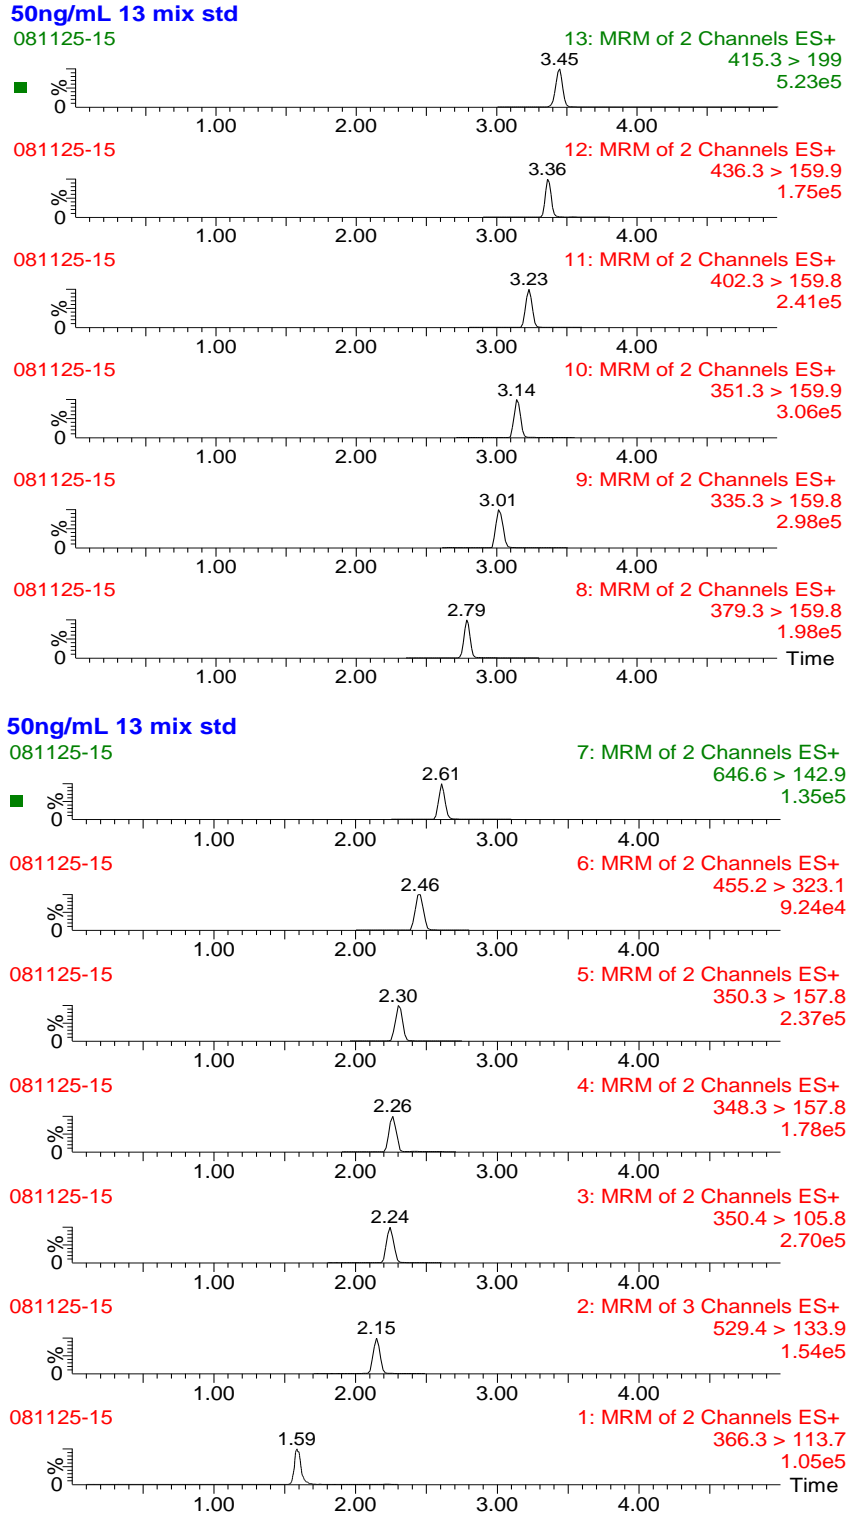 50ng/mL 13 mix std
081125-15
13: MRM of 2 Channels ES+
415.3 > 199
5.23e5
3.45
%
0
1.00 2.00 3.00 4.00
081125-15
12: MRM of 2 Channels ES+
436.3 > 159.9
1.75e5
3.36
%
0
1.00 2.00 3.00 4.00
081125-15
11: MRM of 2 Channels ES+
402.3 > 159.8
2.41e5
3.23
%
0
1.00 2.00 3.00 4.00
081125-15
10: MRM of 2 Channels ES+
351.3 > 159.9
3.06e5
3.14
%
0
1.00 2.00 3.00 4.00
081125-15
9: MRM of 2 Channels ES+
335.3 > 159.8
2.98e5
3.01
%
0
1.00 2.00 3.00 4.00
081125-15
8: MRM of 2 Channels ES+
379.3 > 159.8
1.98e5
2.79
%
0
Time
1.00 2.00 3.00 4.00
50ng/mL 13 mix std
081125-15
7: MRM of 2 Channels ES+
646.6 > 142.9
1.35e5
2.61
%
0
1.00 2.00 3.00 4.00
081125-15
6: MRM of 2 Channels ES+
455.2 > 323.1
9.24e4
2.46
%
0
1.00 2.00 3.00 4.00
081125-15
5: MRM of 2 Channels ES+
350.3 > 157.8
2.37e5
2.30
%
0
1.00 2.00 3.00 4.00
081125-15
4: MRM of 2 Channels ES+
348.3 > 157.8
1.78e5
2.26
%
0
1.00 2.00 3.00 4.00
081125-15
3: MRM of 2 Channels ES+
350.4 > 105.8
2.70e5
2.24
%
0
1.00 2.00 3.00 4.00
081125-15
2: MRM of 3 Channels ES+
529.4 > 133.9
1.54e5
2.15
%
0
1.00 2.00 3.00 4.00
081125-15
1: MRM of 2 Channels ES+
366.3 > 113.7
1.05e5
1.59
%
0
Time
1.00 2.00 3.00 4.00